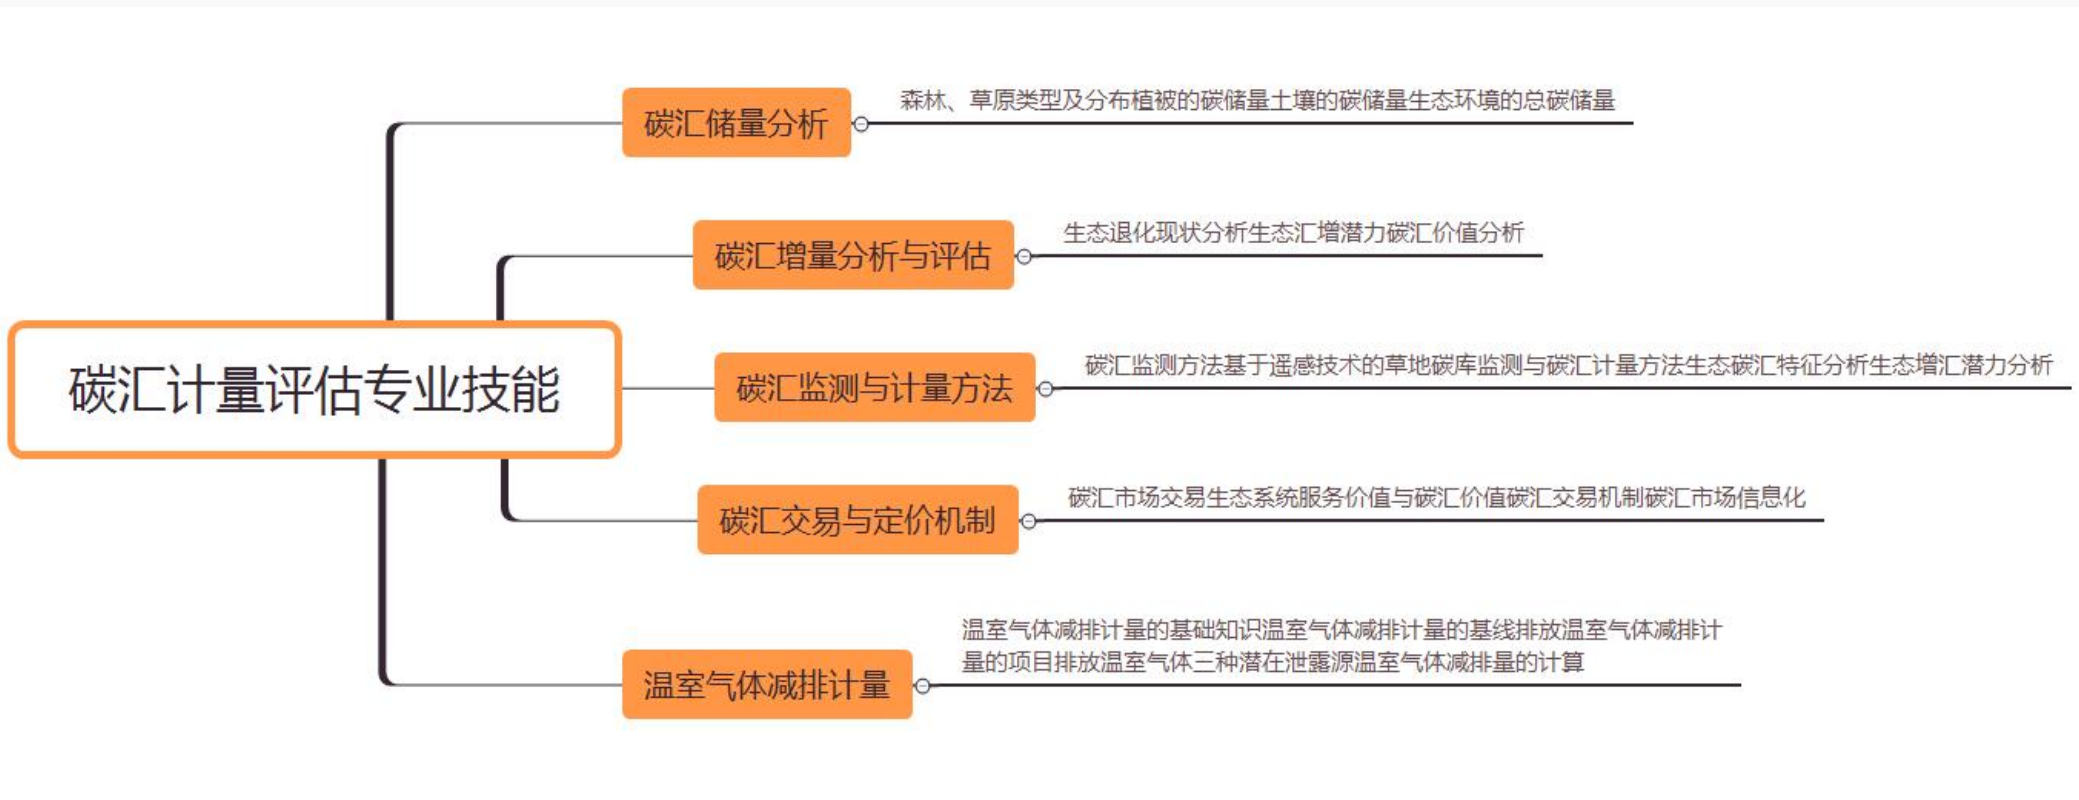 碳汇计量评估专业技能
碳汇储量分析
森林、草原类型及分布植被的碳储量土壤的碳储量生态环境的总碳储量
碳汇增量分析与评估
生态退化现状分析生态汇增潜力碳汇价值分析
碳汇监测与计量方法
碳汇监测方法基于遥感技术的草地碳库监测与碳汇计量方法生态碳汇特征分析生态增汇潜力分析
碳汇交易与定价机制
碳汇市场交易生态系统服务价值与碳汇价值碳汇交易机制碳汇市场信息化
温室气体减排计量
温室气体减排计量的基础知识温室气体减排计量的基线排放温室气体减排计
量的项目排放温室气体三种潜在泄露源温室气体减排量的计算